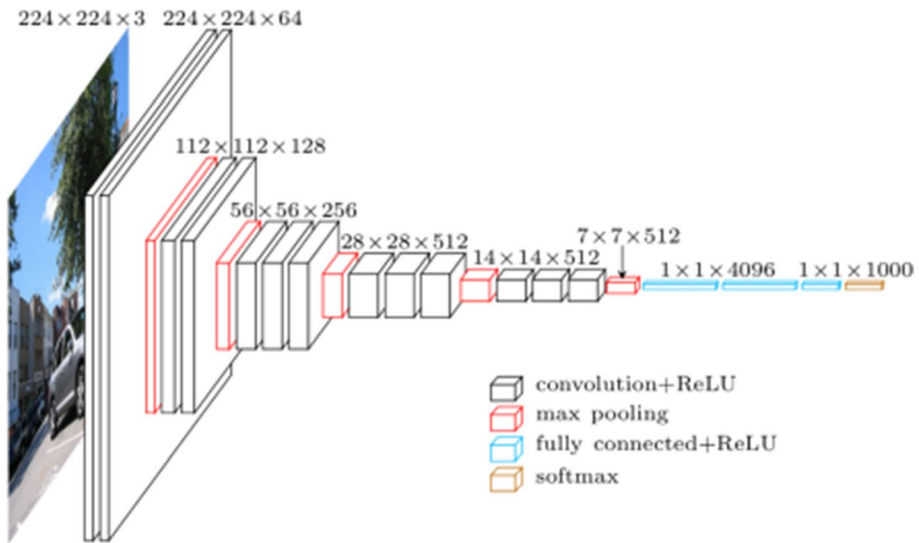 224×224×3
224×224×64
112×112×128
56×56×256
28×28×512
14×14×512
7×7×512
1×1×4096
1×1×1000
convolution+ReLU
max pooling
fully connected+ReLU
softmax